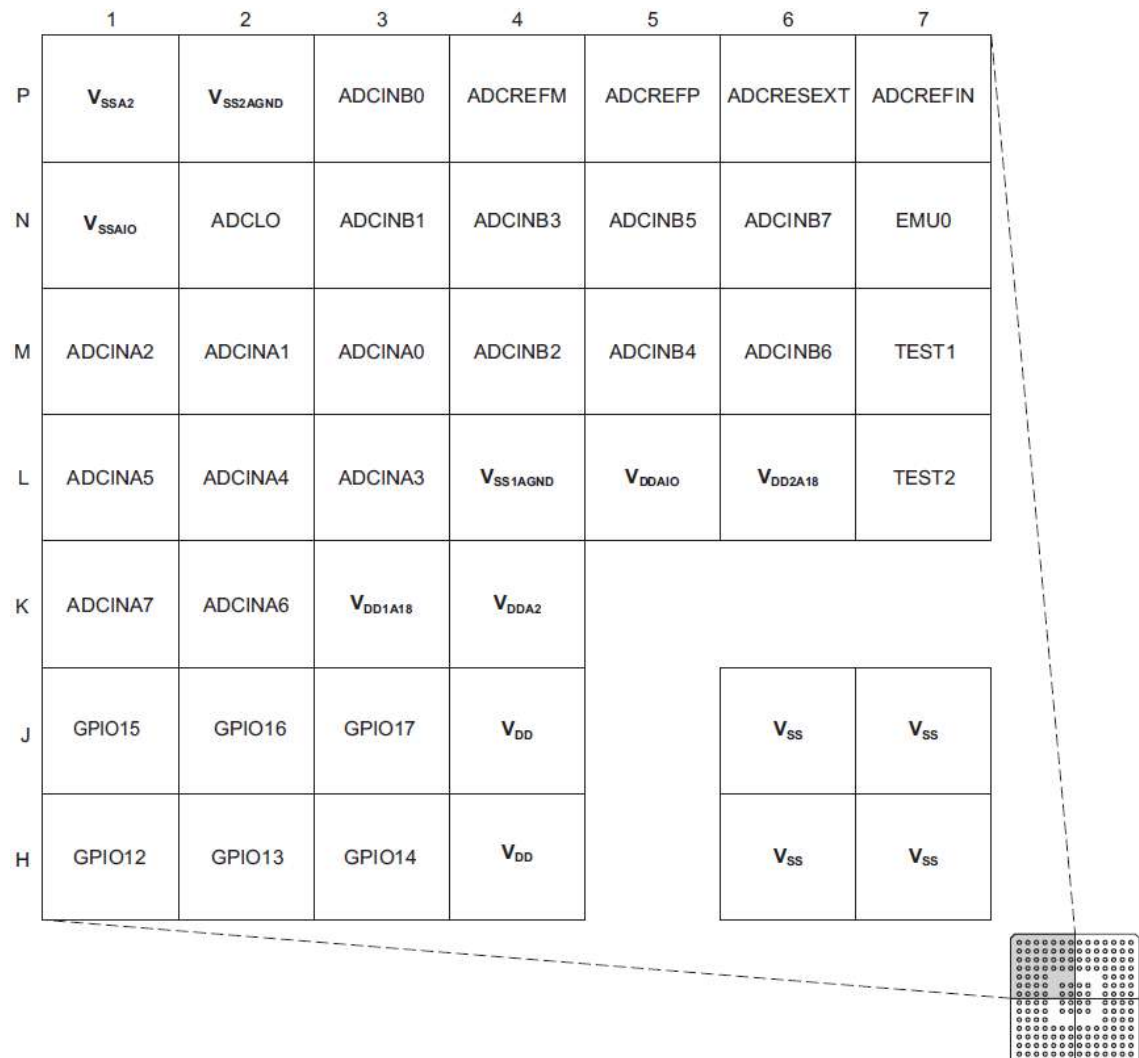 1 2 3 4 5 6 7
P VSSA2 VSS2AGND ADCINB0 ADCREFM ADCREFP ADCRESEXT ADCREFIN
N VSSAIO ADCLO ADCINB1 ADCINB3 ADCINB5 ADCINB7 EMU0
M ADCINA2 ADCINA1 ADCINA0 ADCINB2 ADCINB4 ADCINB6 TEST1
L ADCINA5 ADCINA4 ADCINA3 VSS1AGND VDDAIO VDD2A18 TEST2
K ADCINA7 ADCINA6 VDD1A18 VDDA2
J GPIO15 GPIO16 GPIO17 VDD VSS VSS
H GPIO12 GPIO13 GPIO14 VDD VSS VSS